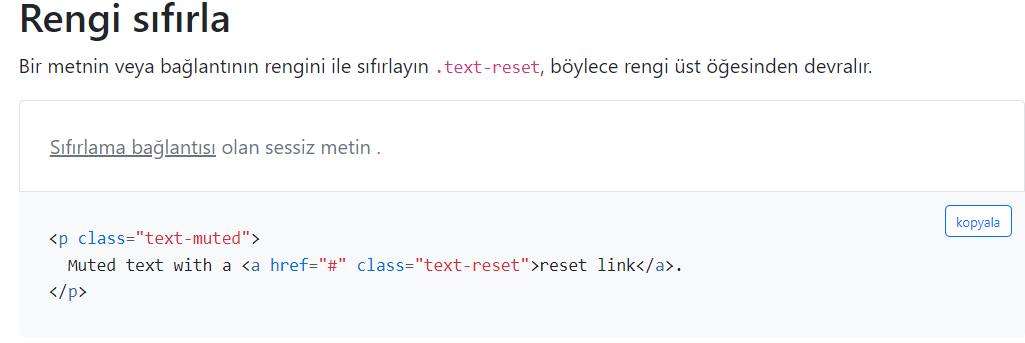 Rengi sıfırla
Bir metnin veya bağlantının rengini ile sıfırlayın .text-reset, böylece rengi üst öğesinden devralır.
Sıfırlama bağlantısı olan sessiz metin .
kopyala
<p class="text-muted">
  Muted text with a <a href="#" class="text-reset">reset link</a>.
</p>